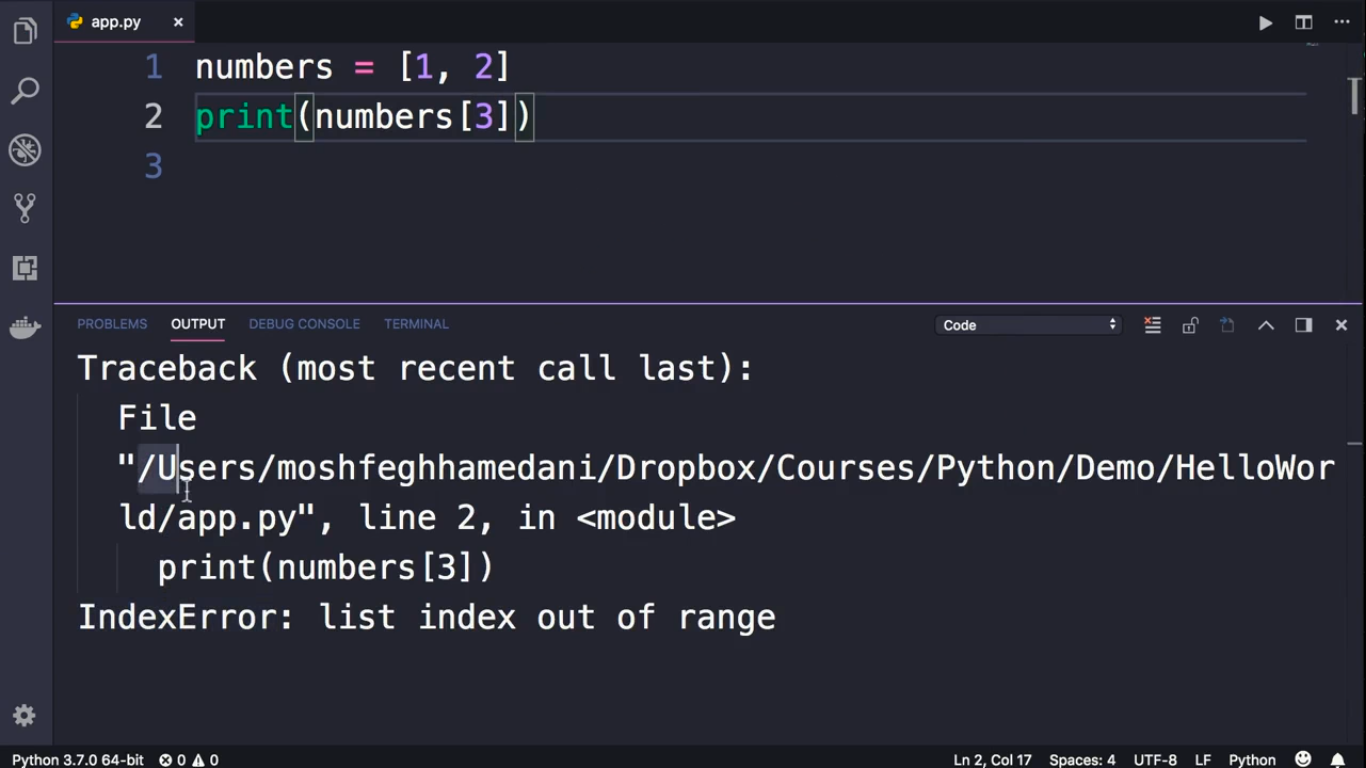 app.py
1 numbers = [1, 2]
2 print(numbers[3])
3
PROBLEMS OUTPUT DEBUG CONSOLE TERMINAL Code
Traceback (most recent call last):
File
"/Users/moshfeghhamedani/Dropbox/Courses/Python/Demo/HelloWor
ld/app.py", line 2, in <module>
print(numbers[3])
IndexError: list index out of range
Python 3.7.0 64-bit 0 0 Ln 2, Col 17 Spaces: 4 UTF-8 LF Python